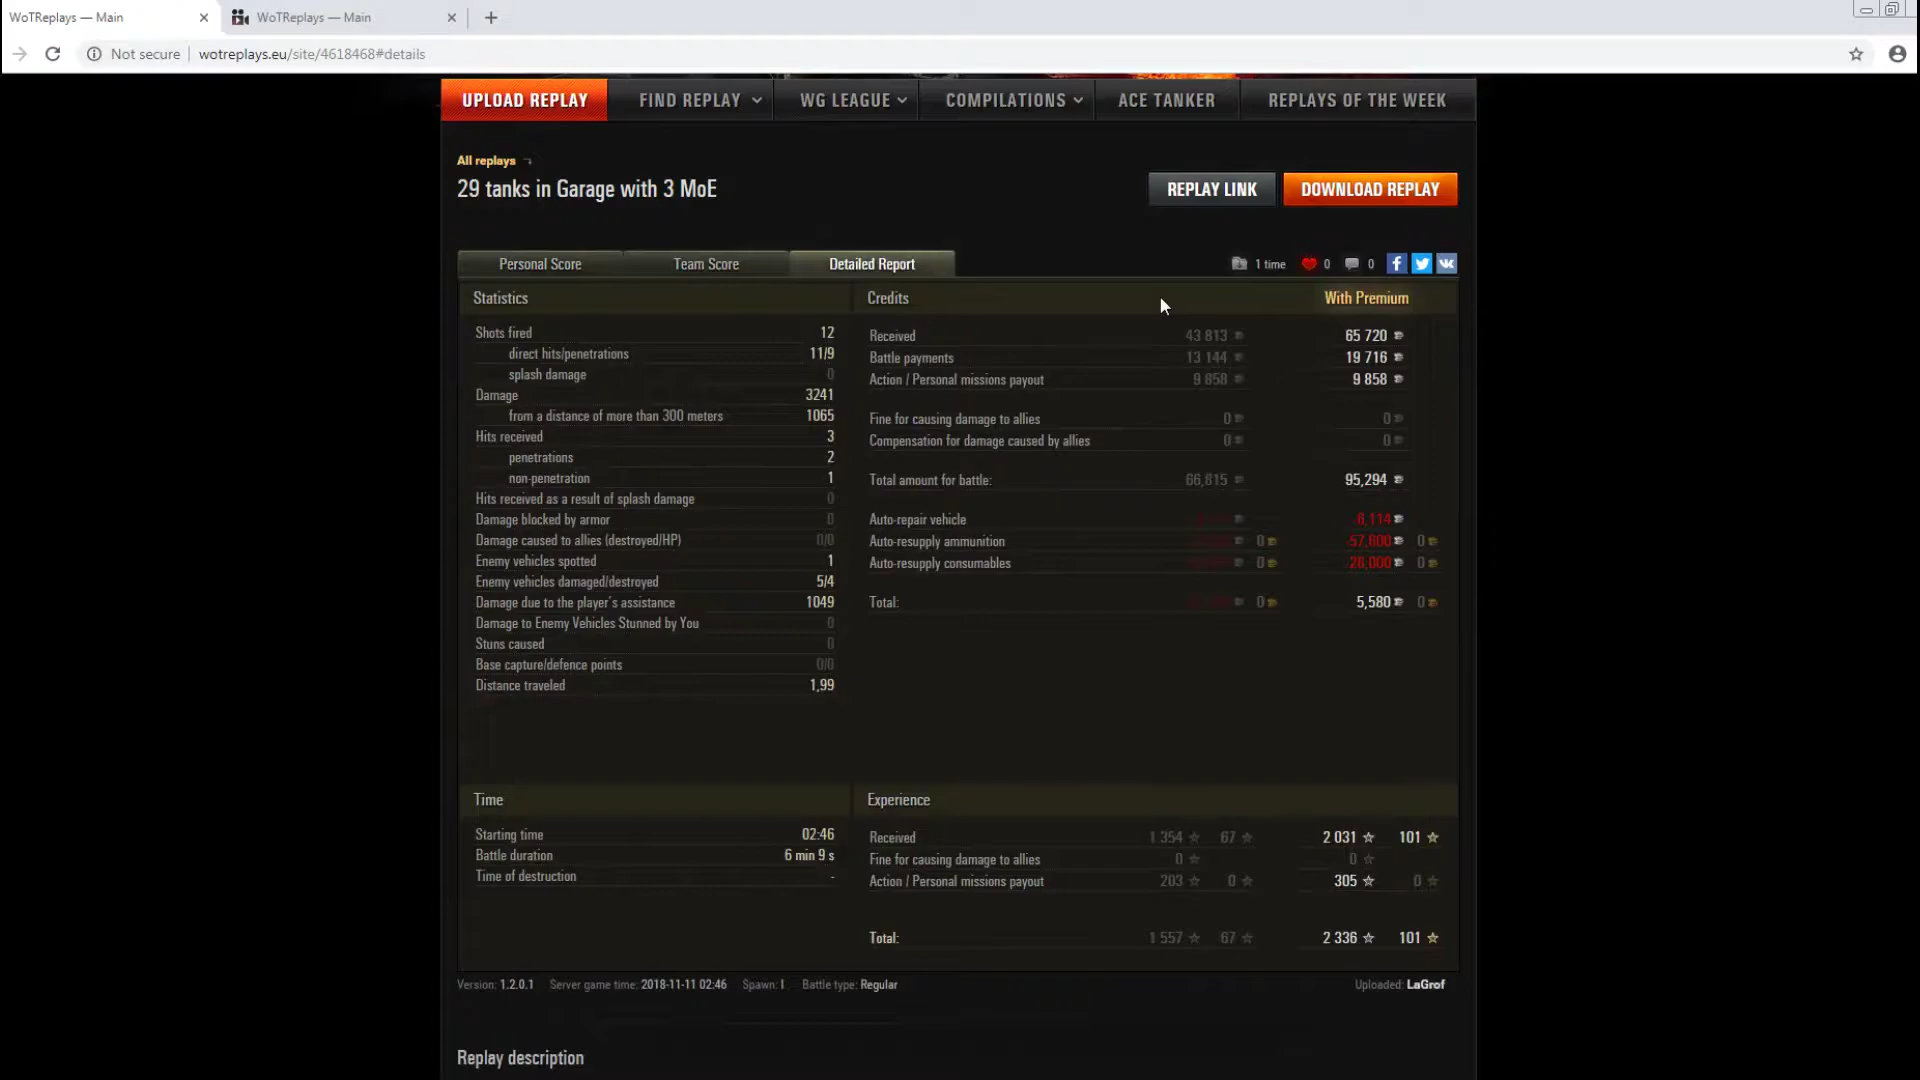 WoTReplays — Main
WoTReplays — Main
Not secure
wotreplays.eu/site/4618468#details
UPLOAD REPLAY
FIND REPLAY
WG LEAGUE
COMPILATIONS
ACE TANKER
REPLAYS OF THE WEEK
All replays
29 tanks in Garage with 3 MoE
REPLAY LINK
DOWNLOAD REPLAY
Personal Score
Team Score
Detailed Report
1 time
0
0
Statistics
Shots fired 12
direct hits/penetrations 11/9
splash damage 0
Damage 3241
from a distance of more than 300 meters 1065
Hits received 3
penetrations 2
non-penetration 1
Hits received as a result of splash damage 0
Damage blocked by armor 0
Damage caused to allies (destroyed/HP) 0/0
Enemy vehicles spotted 1
Enemy vehicles damaged/destroyed 5/4
Damage due to the player's assistance 1049
Damage to Enemy Vehicles Stunned by You 0
Stuns caused 0
Base capture/defence points 0/0
Distance traveled 1,99
Credits With Premium
Received 43 813 65 720
Battle payments 13 144 19 716
Action / Personal missions payout 9 858 9 858
Fine for causing damage to allies 0 0
Compensation for damage caused by allies 0 0
Total amount for battle: 66,815 95,294
Auto-repair vehicle -6,114
Auto-resupply ammunition 0 -57,600 0
Auto-resupply consumables 0 -26,000 0
Total: 0 5,580 0
Time
Starting time 02:46
Battle duration 6 min 9 s
Time of destruction -
Experience
Received 1 354 67 2 031 101
Fine for causing damage to allies 0 0
Action / Personal missions payout 203 0 305 0
Total: 1 557 67 2 336 101
Version: 1.2.0.1 Server game time: 2018-11-11 02:46 Spawn: I Battle type: Regular
Uploaded: LaGrof
Replay description